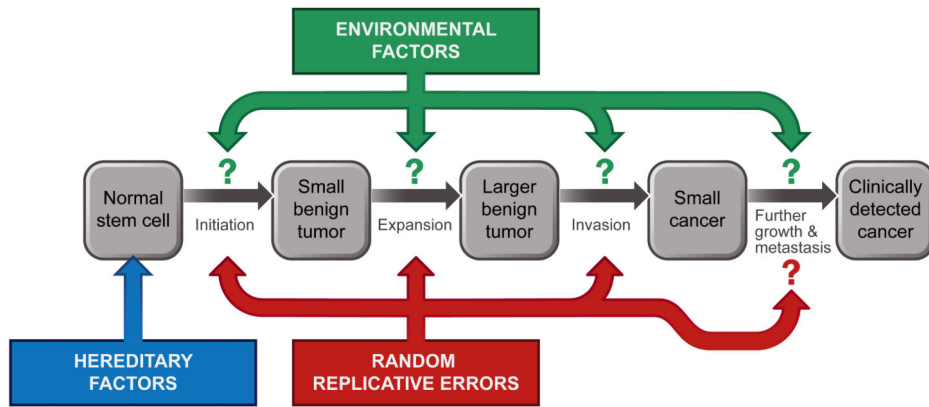 ENVIRONMENTAL
FACTORS
? ? ? ?
Normal
stem cell
Initiation
Small
benign
tumor
Expansion
Larger
benign
tumor
Invasion
Small
cancer
Further
growth &
metastasis
Clinically
detected
cancer
?
HEREDITARY
FACTORS
RANDOM
REPLICATIVE ERRORS